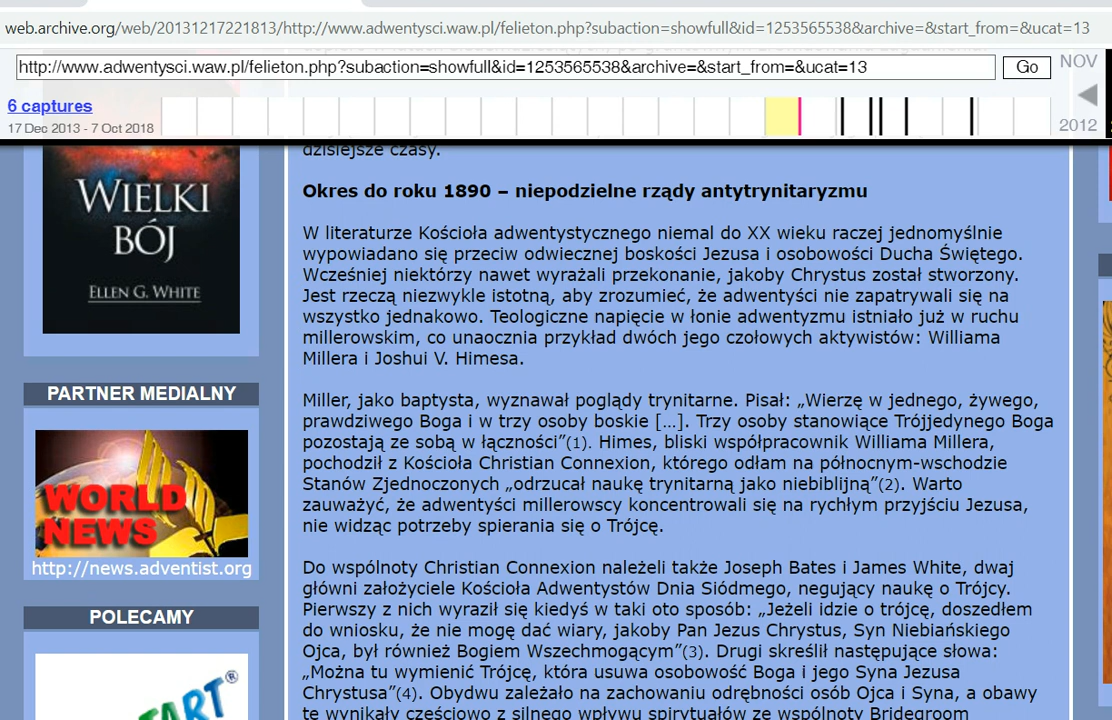 web.archive.org/web/20131217221813/http://www.adwentysci.waw.pl/felieton.php?subaction=showfull&id=1253565538&archive=&start_from=&ucat=13
http://www.adwentysci.waw.pl/felieton.php?subaction=showfull&id=1253565538&archive=&start_from=&ucat=13
Go
NOV
6 captures
17 Dec 2013 - 7 Oct 2018
2012
WIELKI
BÓJ
ELLEN G. WHITE
PARTNER MEDIALNY
WORLD
NEWS
http://news.adventist.org
POLECAMY
START®
dzisiejsze czasy.
Okres do roku 1890 – niepodzielne rządy antytrynitaryzmu
W literaturze Kościoła adwentystycznego niemal do XX wieku raczej jednomyślnie
wypowiadano się przeciw odwiecznej boskości Jezusa i osobowości Ducha Świętego.
Wcześniej niektórzy nawet wyrażali przekonanie, jakoby Chrystus został stworzony.
Jest rzeczą niezwykle istotną, aby zrozumieć, że adwentyści nie zapatrywali się na
wszystko jednakowo. Teologiczne napięcie w łonie adwentyzmu istniało już w ruchu
millerowskim, co unaocznia przykład dwóch jego czołowych aktywistów: Williama
Millera i Joshui V. Himesa.
Miller, jako baptysta, wyznawał poglądy trynitarne. Pisał: „Wierzę w jednego, żywego,
prawdziwego Boga i w trzy osoby boskie [...]. Trzy osoby stanowiące Trójjedynego Boga
pozostają ze sobą w łączności”(1). Himes, bliski współpracownik Williama Millera,
pochodził z Kościoła Christian Connexion, którego odłam na północnym-wschodzie
Stanów Zjednoczonych „odrzucał naukę trynitarną jako niebiblijną”(2). Warto
zauważyć, że adwentyści millerowscy koncentrowali się na rychłym przyjściu Jezusa,
nie widząc potrzeby spierania się o Trójcę.
Do wspólnoty Christian Connexion należeli także Joseph Bates i James White, dwaj
główni założyciele Kościoła Adwentystów Dnia Siódmego, negujący naukę o Trójcy.
Pierwszy z nich wyraził się kiedyś w taki oto sposób: „Jeżeli idzie o trójcę, doszedłem
do wniosku, że nie mogę dać wiary, jakoby Pan Jezus Chrystus, Syn Niebiańskiego
Ojca, był również Bogiem Wszechmogącym”(3). Drugi skreślił następujące słowa:
„Można tu wymienić Trójcę, która usuwa osobowość Boga i jego Syna Jezusa
Chrystusa”(4). Obydwu zależało na zachowaniu odrębności osób Ojca i Syna, a obawy
te wynikały częściowo z silnego wpływu spirytuałów ze wspólnoty Bridegroom